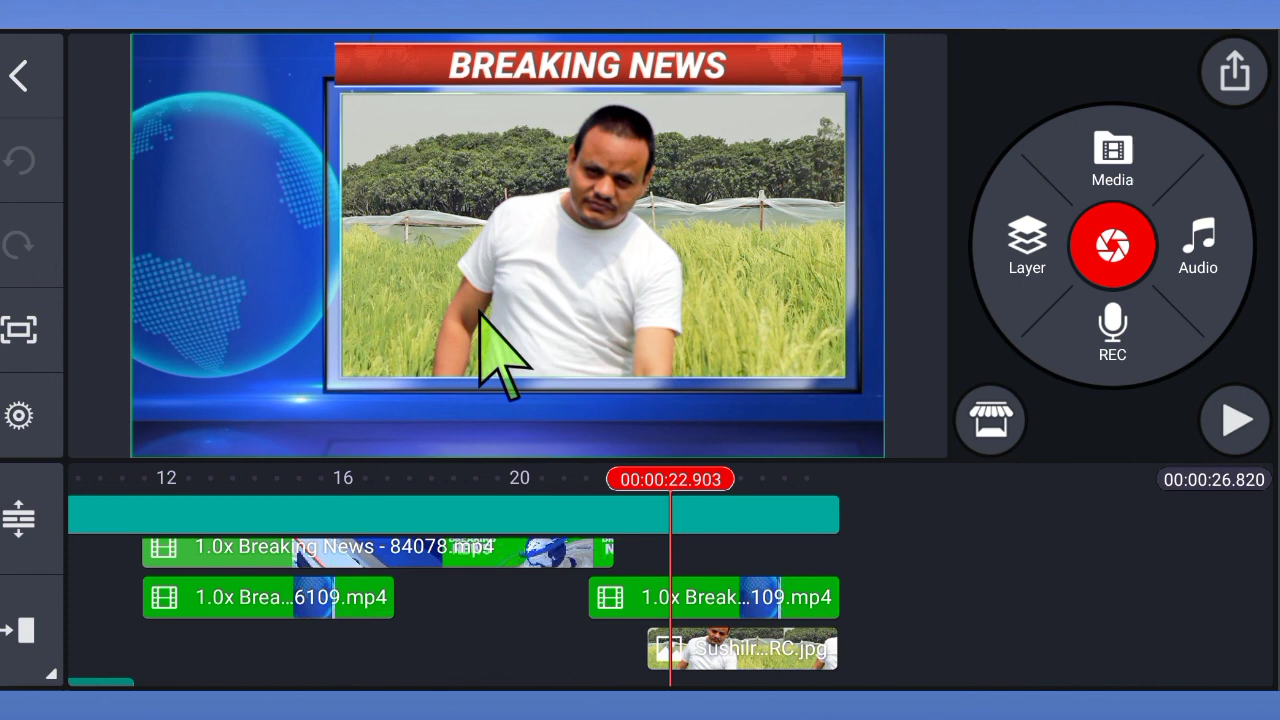 BREAKING NEWS
Media
Layer
Audio
REC
12
16
20
00:00:22.903
00:00:26.820
1.0x Breaking News - 84078.mp4
1.0x Brea...6109.mp4
1.0x Break...109.mp4
Sushilr...RC.jpg